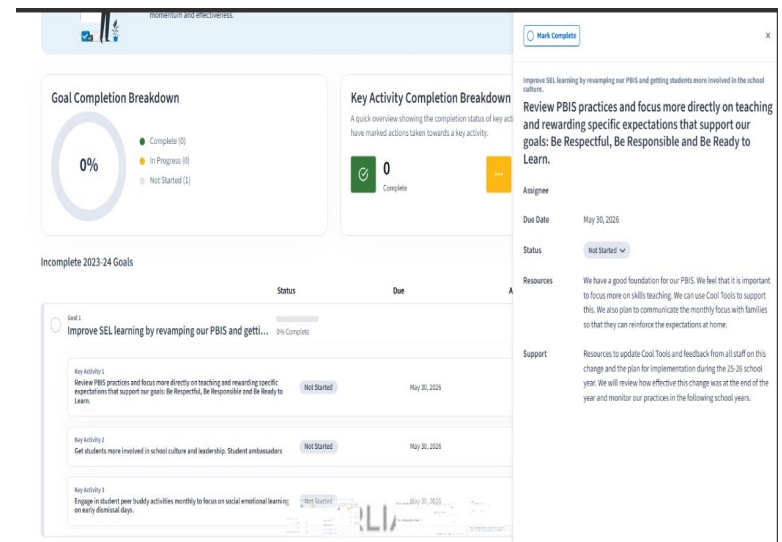 momentum and effectiveness.
Goal Completion Breakdown
0%
Complete (0)
In Progress (0)
Not Started (1)
Key Activity Completion Breakdown
A quick overview showing the completion status of key acti
have marked actions taken towards a key activity.
0
Complete
Incomplete 2023-24 Goals
Status
Due
A
Goal 1
Improve SEL learning by revamping our PBIS and getti...
0% Complete
Key Activity 1
Review PBIS practices and focus more directly on teaching and rewarding specific
expectations that support our goals: Be Respectful, Be Responsible and Be Ready to
Learn.
Not Started
May 30, 2026
Key Activity 2
Get students more involved in school culture and leadership. Student ambassadors
Not Started
May 30, 2026
Key Activity 3
Engage in student peer buddy activities monthly to focus on social emotional learning
on early dismissal days.
Not Started
May 30, 2026
Mark Complete
x
Improve SEL learning by revamping our PBIS and getting students more involved in the school
culture.
Review PBIS practices and focus more directly on teaching
and rewarding specific expectations that support our
goals: Be Respectful, Be Responsible and Be Ready to
Learn.
Assignee
Due Date
May 30, 2026
Status
Not Started
Resources
We have a good foundation for our PBIS. We feel that it is important
to focus more on skills teaching. We can use Cool Tools to support
this. We also plan to communicate the monthly focus with families
so that they can reinforce the expectations at home.
Support
Resources to update Cool Tools and feedback from all staff on this
change and the plan for implementation during the 25-26 school
year. We will review how effective this change was at the end of the
year and monitor our practices in the following school years.